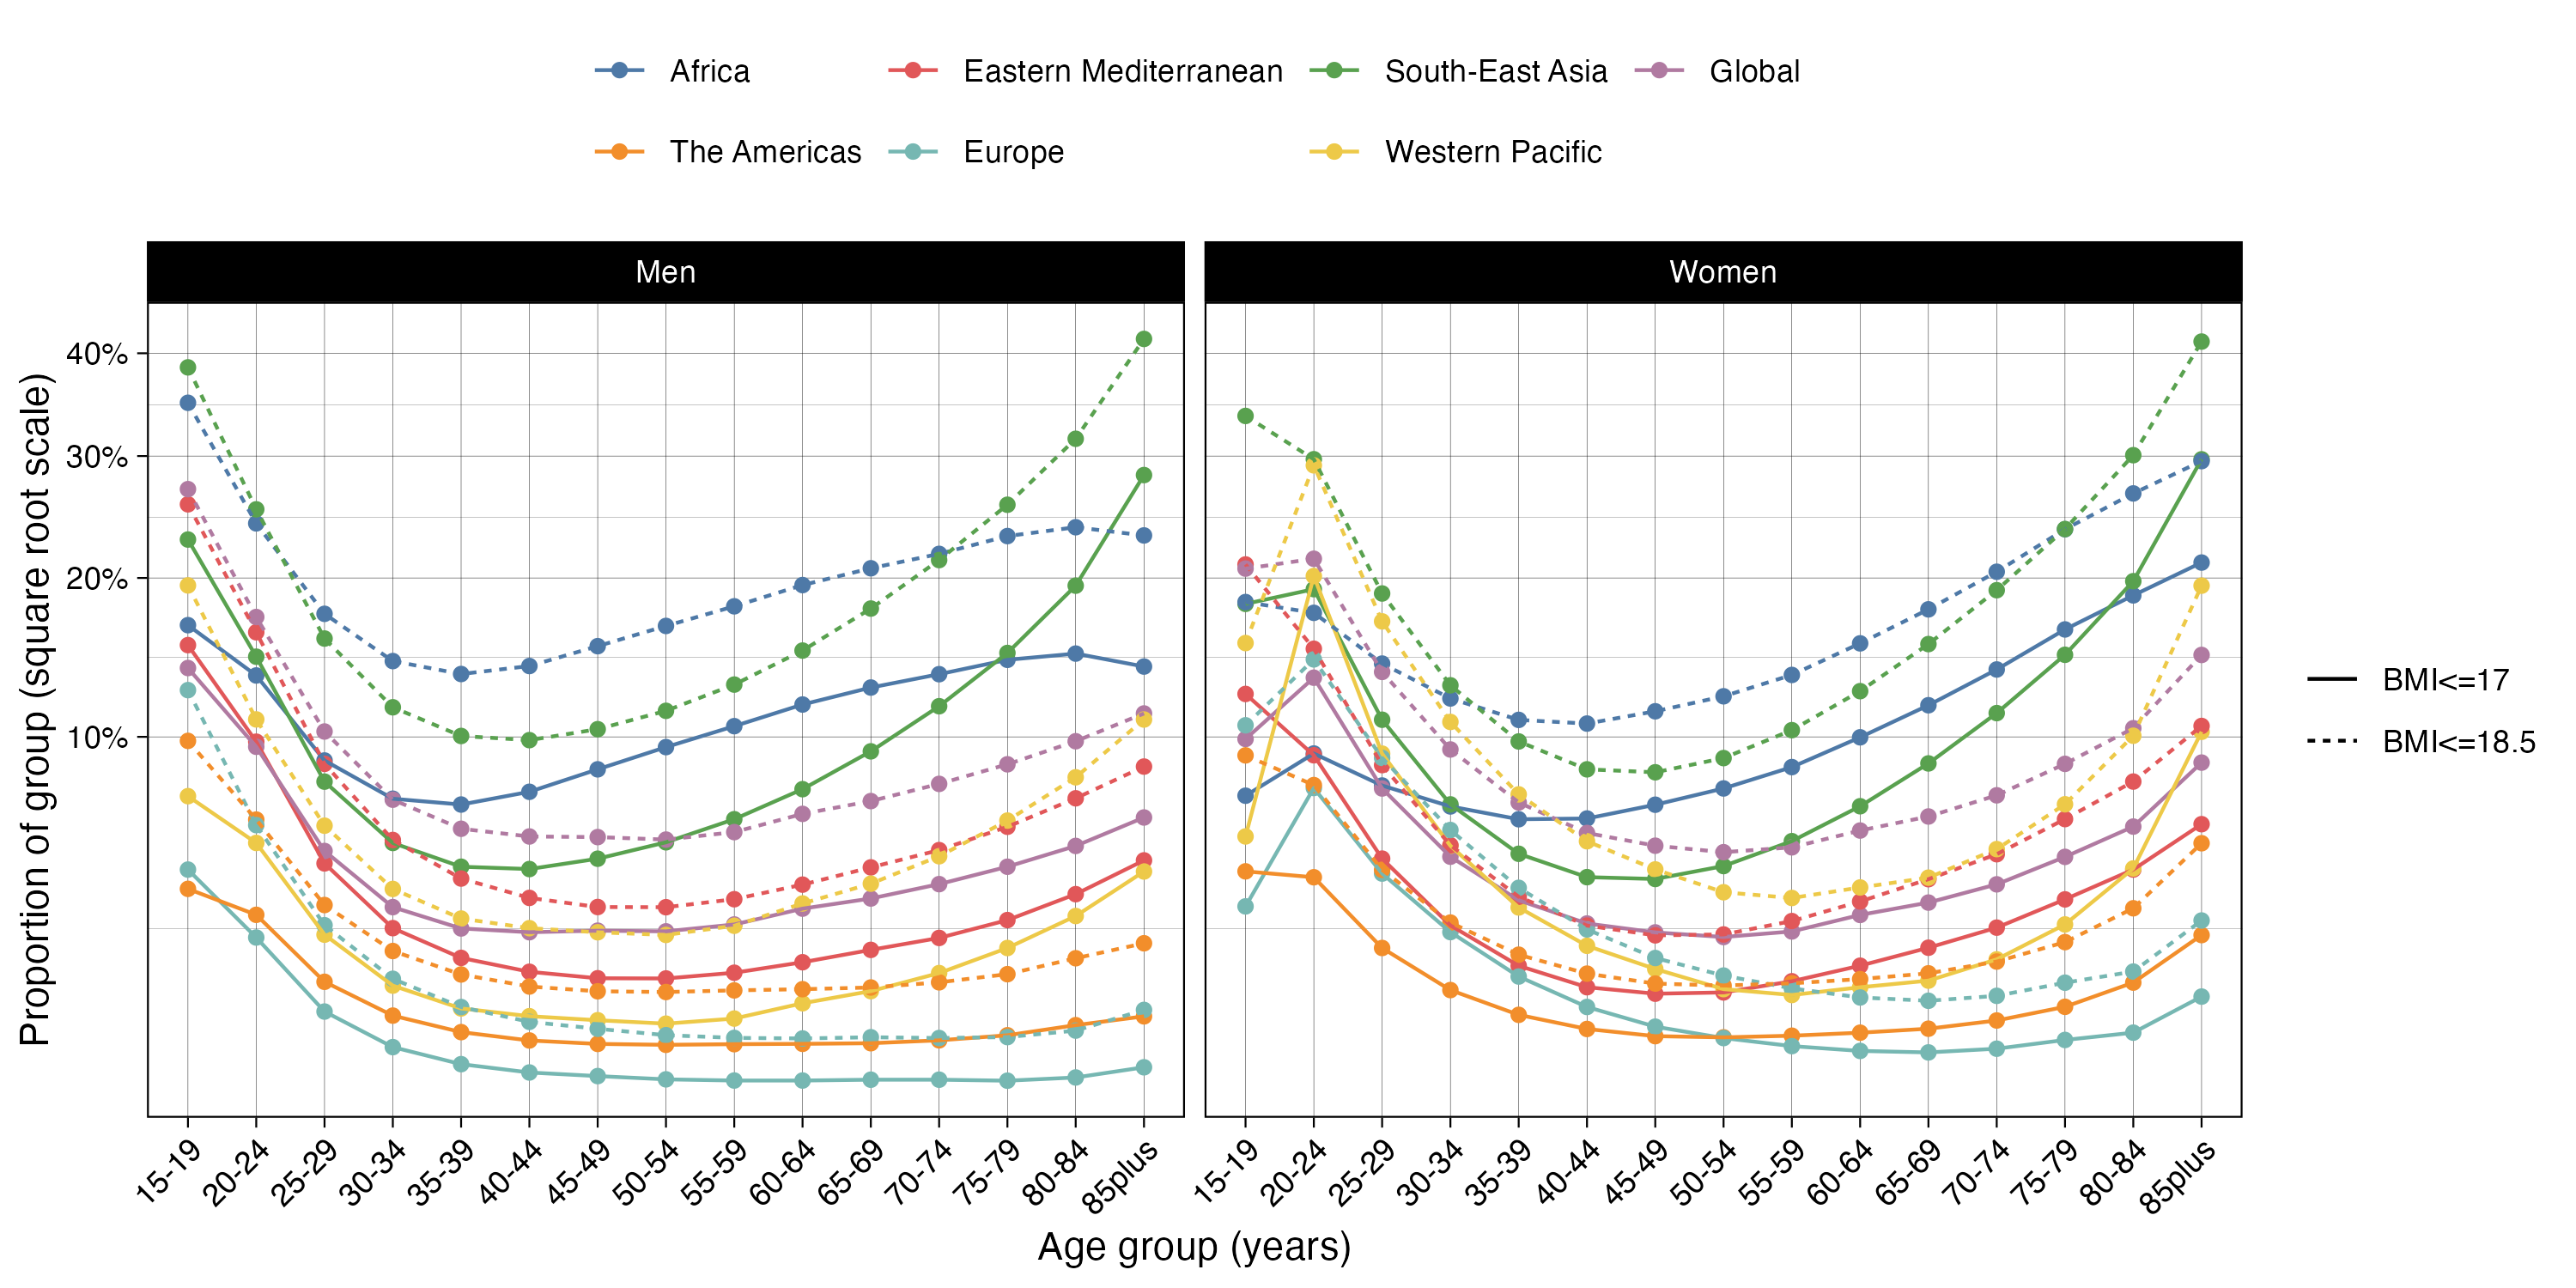 Africa
Eastern Mediterranean
South-East Asia
Global
The Americas
Europe
Western Pacific
Men
Women
Proportion of group (square root scale)
40%
30%
20%
10%
15-19
20-24
25-29
30-34
35-39
40-44
45-49
50-54
55-59
60-64
65-69
70-74
75-79
80-84
85plus
15-19
20-24
25-29
30-34
35-39
40-44
45-49
50-54
55-59
60-64
65-69
70-74
75-79
80-84
85plus
Age group (years)
BMI<=17
BMI<=18.5